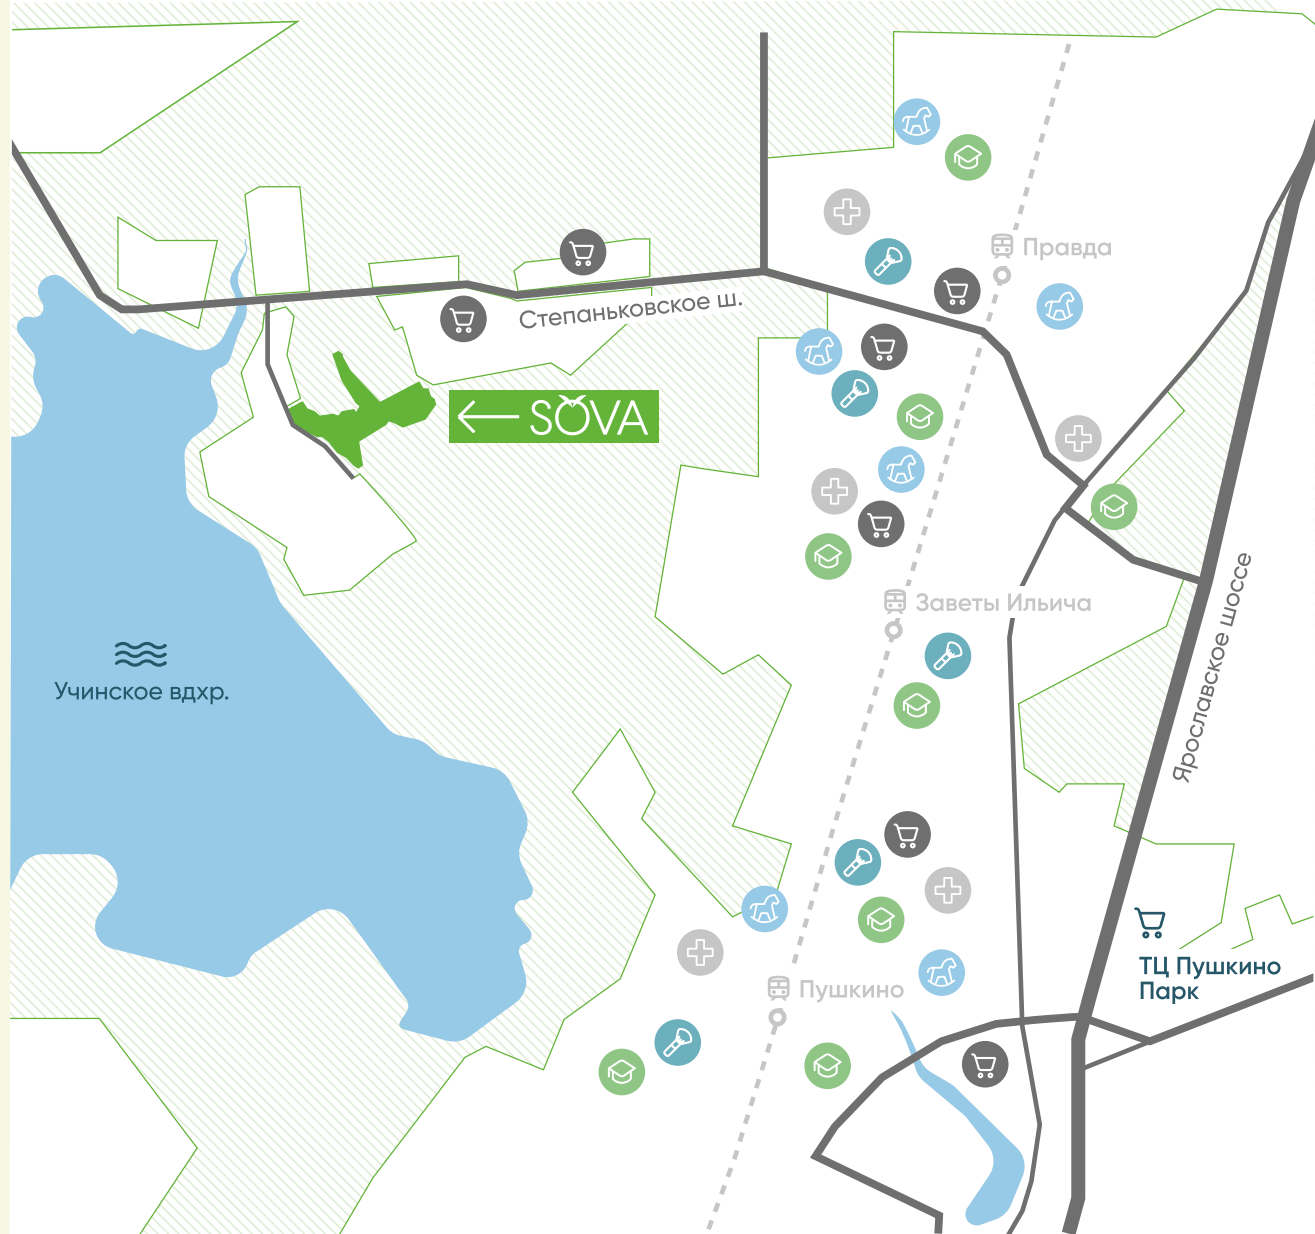 Правда
Степаньковское ш.
SOVA
Заветы Ильича
Ярославское шоссе
Учинское вдхр.
ТЦ Пушкино
Парк
Пушкино